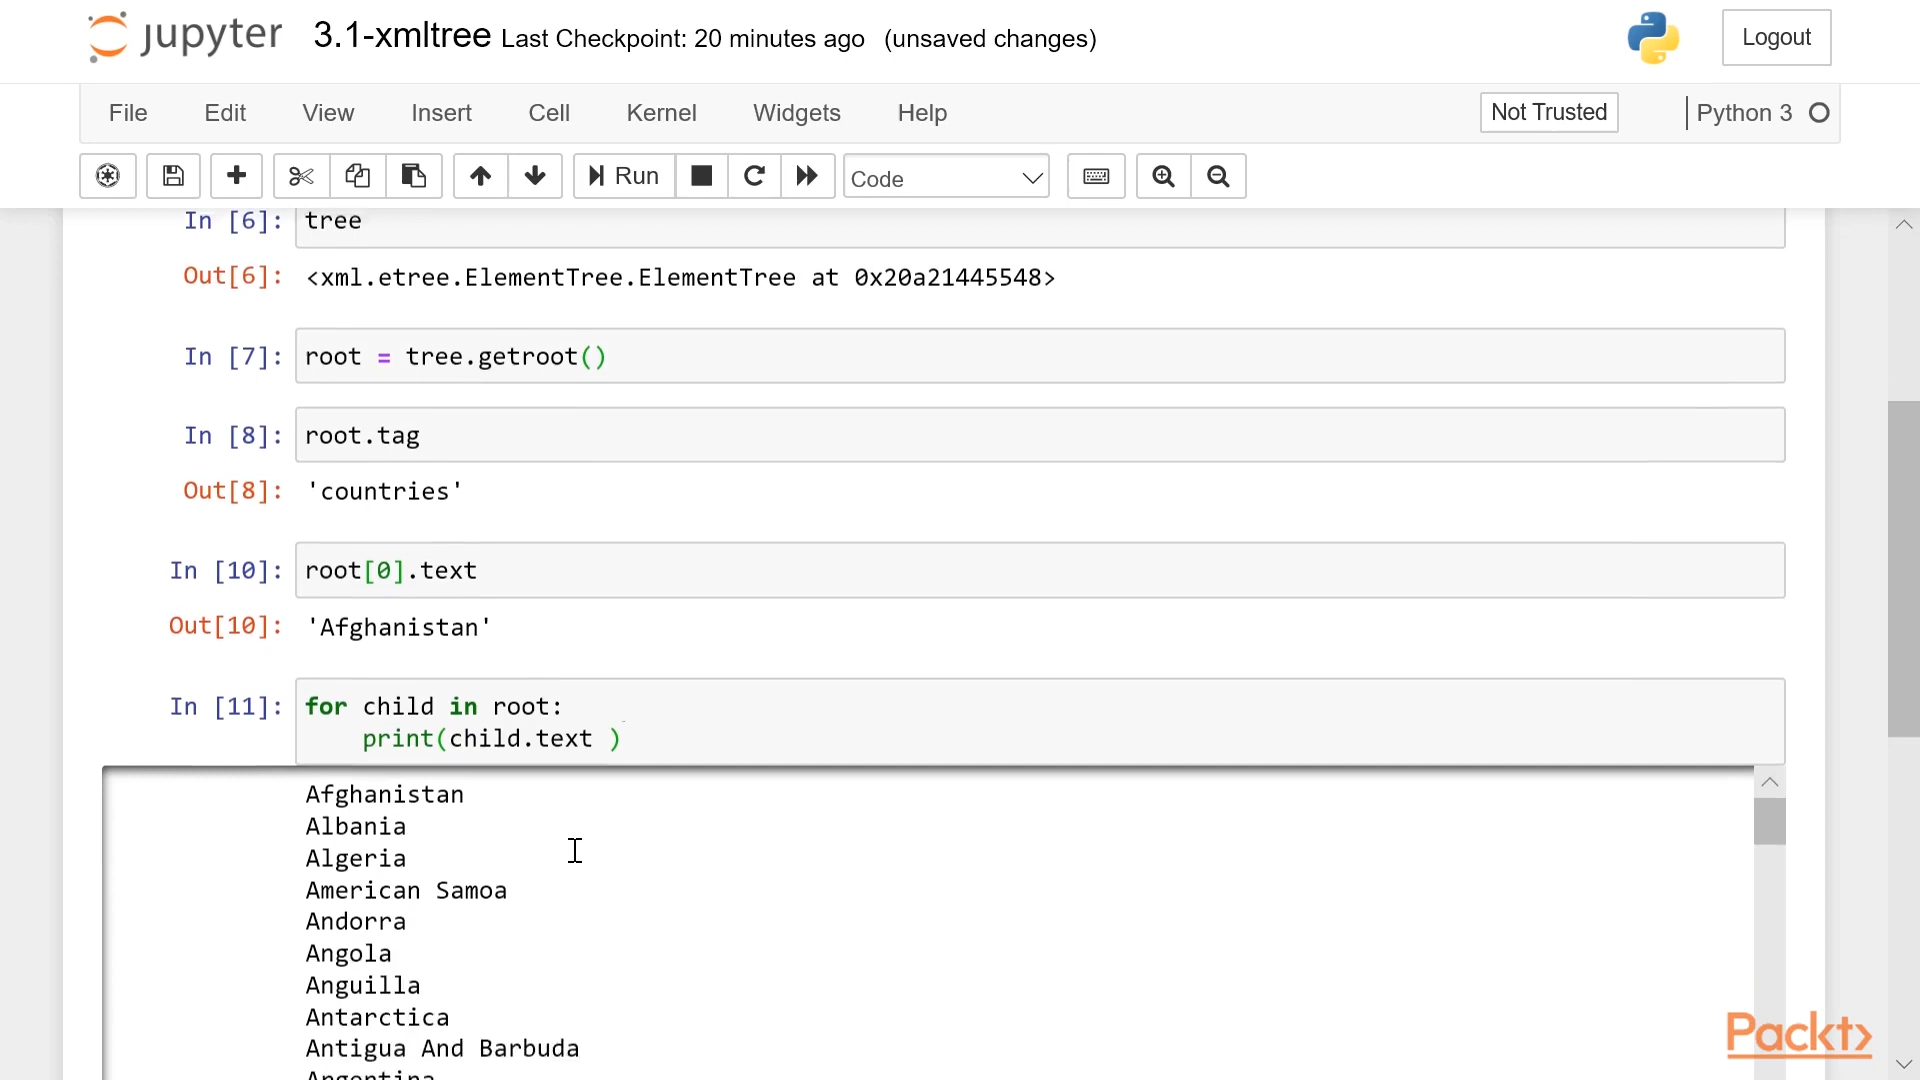 jupyter 3.1-xmltree Last Checkpoint: 20 minutes ago (unsaved changes)
Logout
File Edit View Insert Cell Kernel Widgets Help
Not Trusted
Python 3
Run
Code
In [6]: tree
Out[6]: <xml.etree.ElementTree.ElementTree at 0x20a21445548>
In [7]: root = tree.getroot()
In [8]: root.tag
Out[8]: 'countries'
In [10]: root[0].text
Out[10]: 'Afghanistan'
In [11]: for child in root:
    print(child.text )
Afghanistan
Albania
Algeria
American Samoa
Andorra
Angola
Anguilla
Antarctica
Antigua And Barbuda
Argentina
Packt>